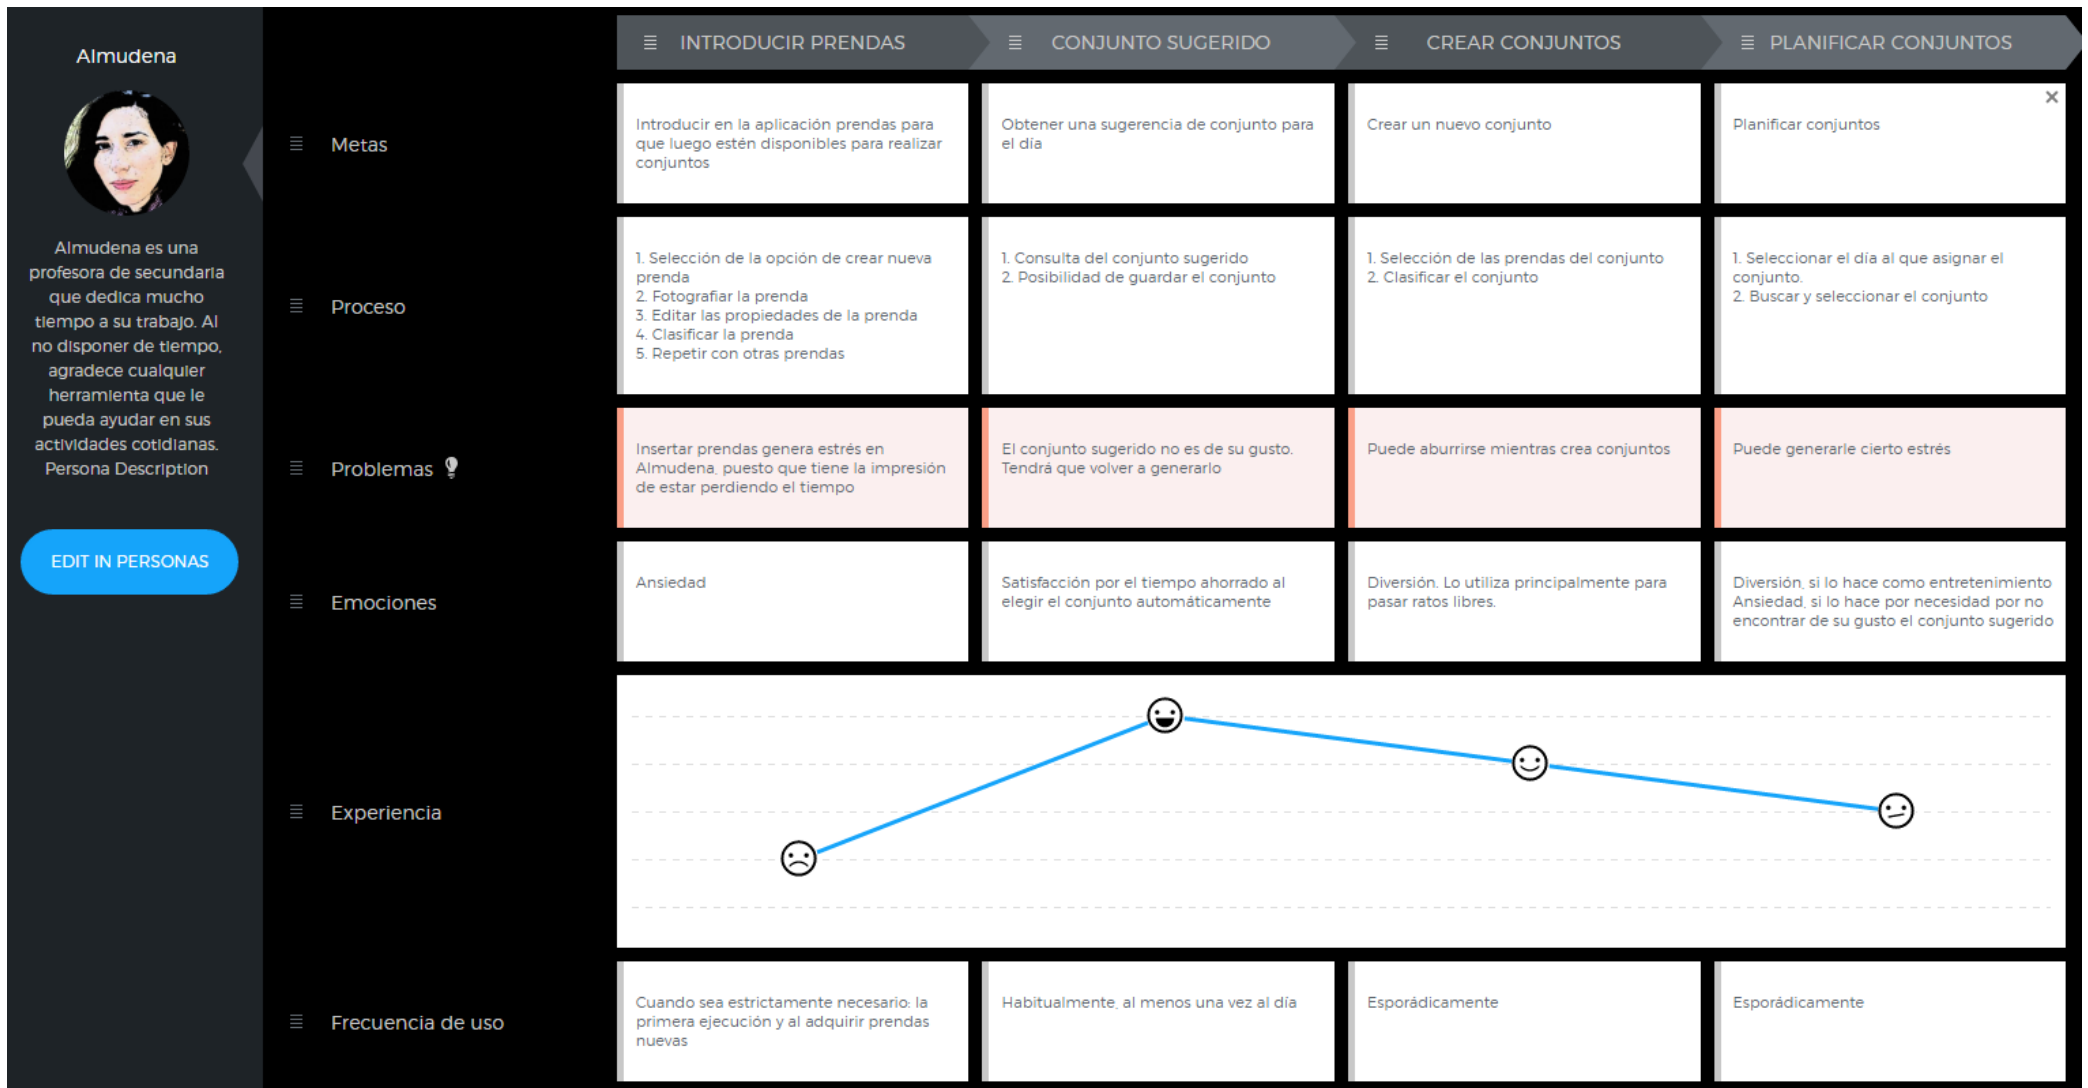 Almudena
Almudena es una
profesora de secundaria
que dedica mucho
tiempo a su trabajo. Al
no disponer de tiempo,
agradece cualquier
herramienta que le
pueda ayudar en sus
actividades cotidianas.
Persona Description
EDIT IN PERSONAS
INTRODUCIR PRENDAS
CONJUNTO SUGERIDO
CREAR CONJUNTOS
PLANIFICAR CONJUNTOS
Metas
Introducir en la aplicación prendas para
que luego estén disponibles para realizar
conjuntos
Obtener una sugerencia de conjunto para
el día
Crear un nuevo conjunto
Planificar conjuntos
Proceso
1. Selección de la opción de crear nueva
prenda
2. Fotografiar la prenda
3. Editar las propiedades de la prenda
4. Clasificar la prenda
5. Repetir con otras prendas
1. Consulta del conjunto sugerido
2. Posibilidad de guardar el conjunto
1. Selección de las prendas del conjunto
2. Clasificar el conjunto
1. Seleccionar el día al que asignar el
conjunto.
2. Buscar y seleccionar el conjunto
Problemas
Insertar prendas genera estrés en
Almudena, puesto que tiene la impresión
de estar perdiendo el tiempo
El conjunto sugerido no es de su gusto.
Tendrá que volver a generarlo
Puede aburrirse mientras crea conjuntos
Puede generarle cierto estrés
Emociones
Ansiedad
Satisfacción por el tiempo ahorrado al
elegir el conjunto automáticamente
Diversión. Lo utiliza principalmente para
pasar ratos libres.
Diversión, si lo hace como entretenimiento
Ansiedad, si lo hace por necesidad por no
encontrar de su gusto el conjunto sugerido
Experiencia
Frecuencia de uso
Cuando sea estrictamente necesario: la
primera ejecución y al adquirir prendas
nuevas
Habitualmente, al menos una vez al día
Esporádicamente
Esporádicamente